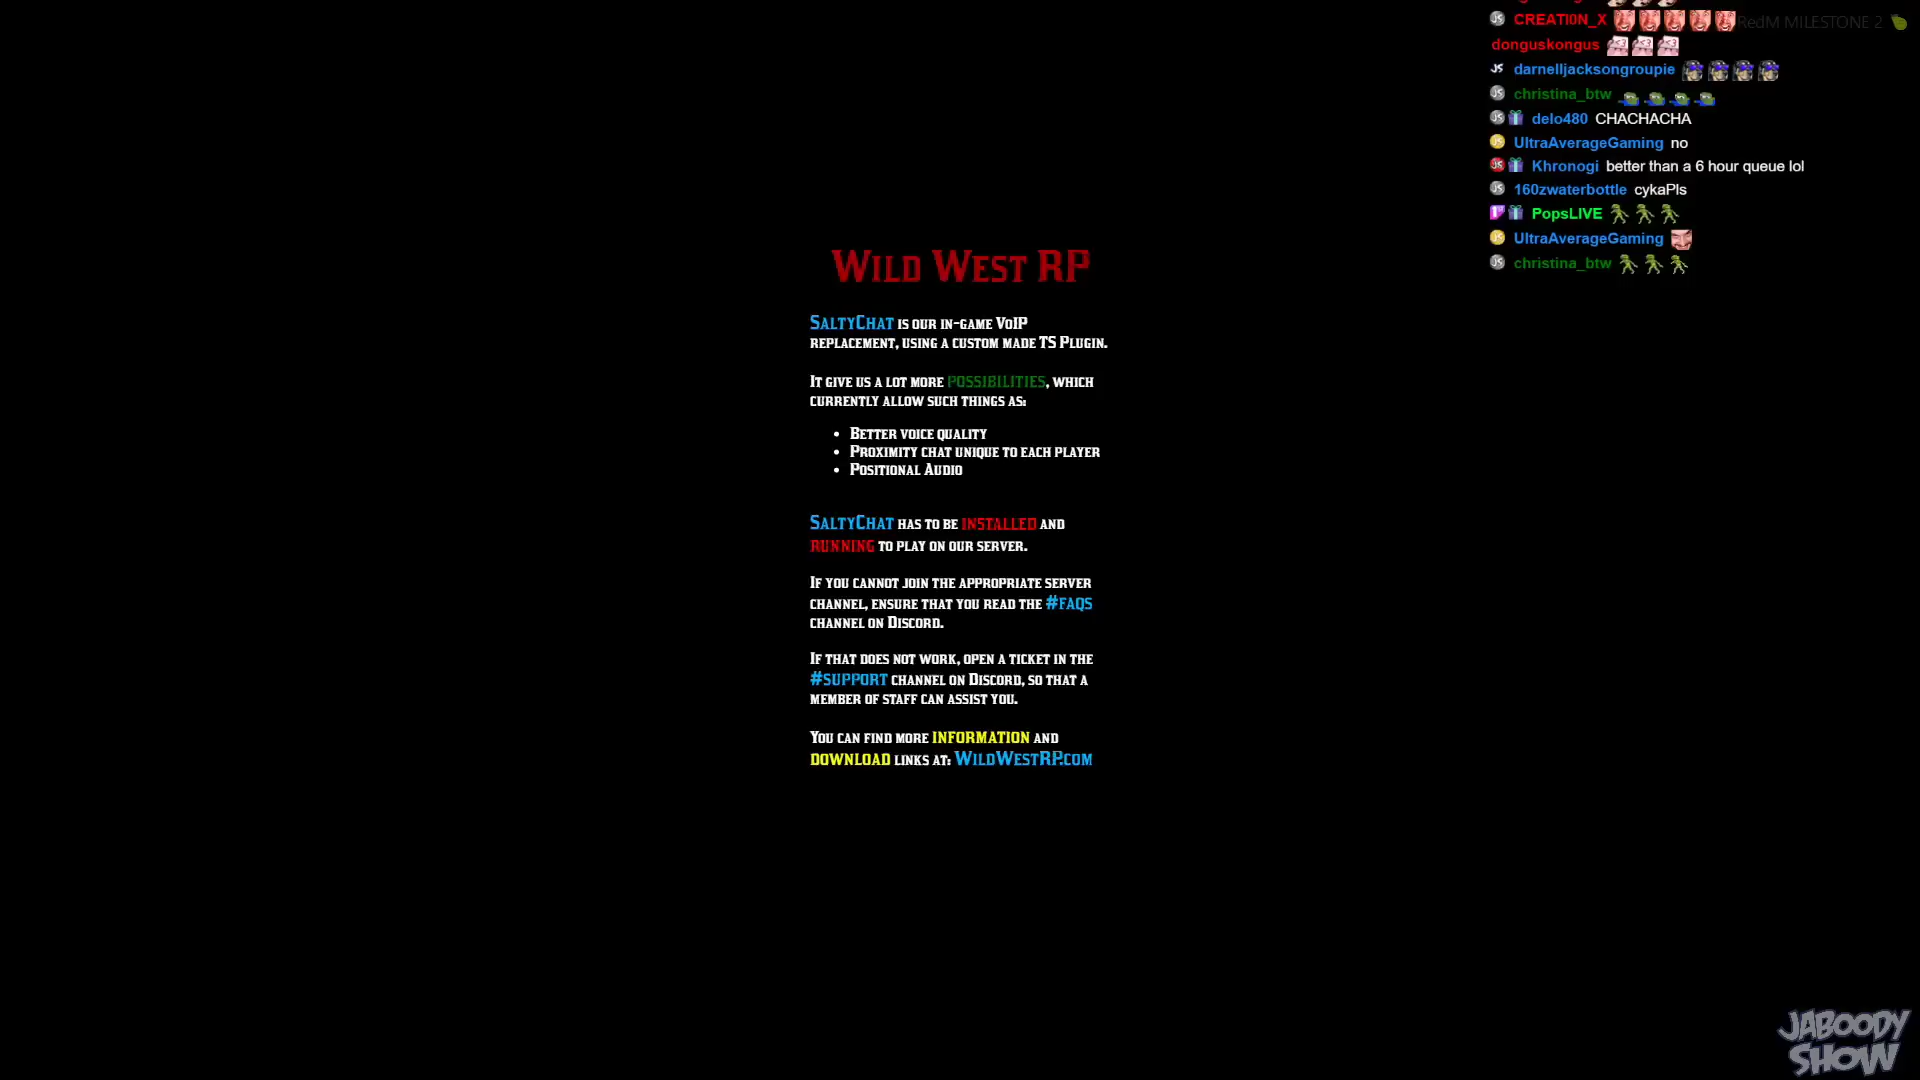 CREATI0N_X
RedM MILESTONE 2
donguskongus
darnelljacksongroupie
christina_btw
delo480 CHACHACHA
UltraAverageGaming no
Khronogi better than a 6 hour queue lol
160zwaterbottle cykaPls
PopsLIVE
UltraAverageGaming
christina_btw
Wild West RP
SaltyChat is our in-game VoIP
replacement, using a custom made TS Plugin.
It give us a lot more possibilities, which
currently allow such things as:
• Better voice quality
• Proximity chat unique to each player
• Positional Audio
SaltyChat has to be installed and
running to play on our server.
If you cannot join the appropriate server
channel, ensure that you read the #faqs
channel on Discord.
If that does not work, open a ticket in the
#support channel on Discord, so that a
member of staff can assist you.
You can find more information and
download links at: WildWestRP.com
JABOODY
SHOW